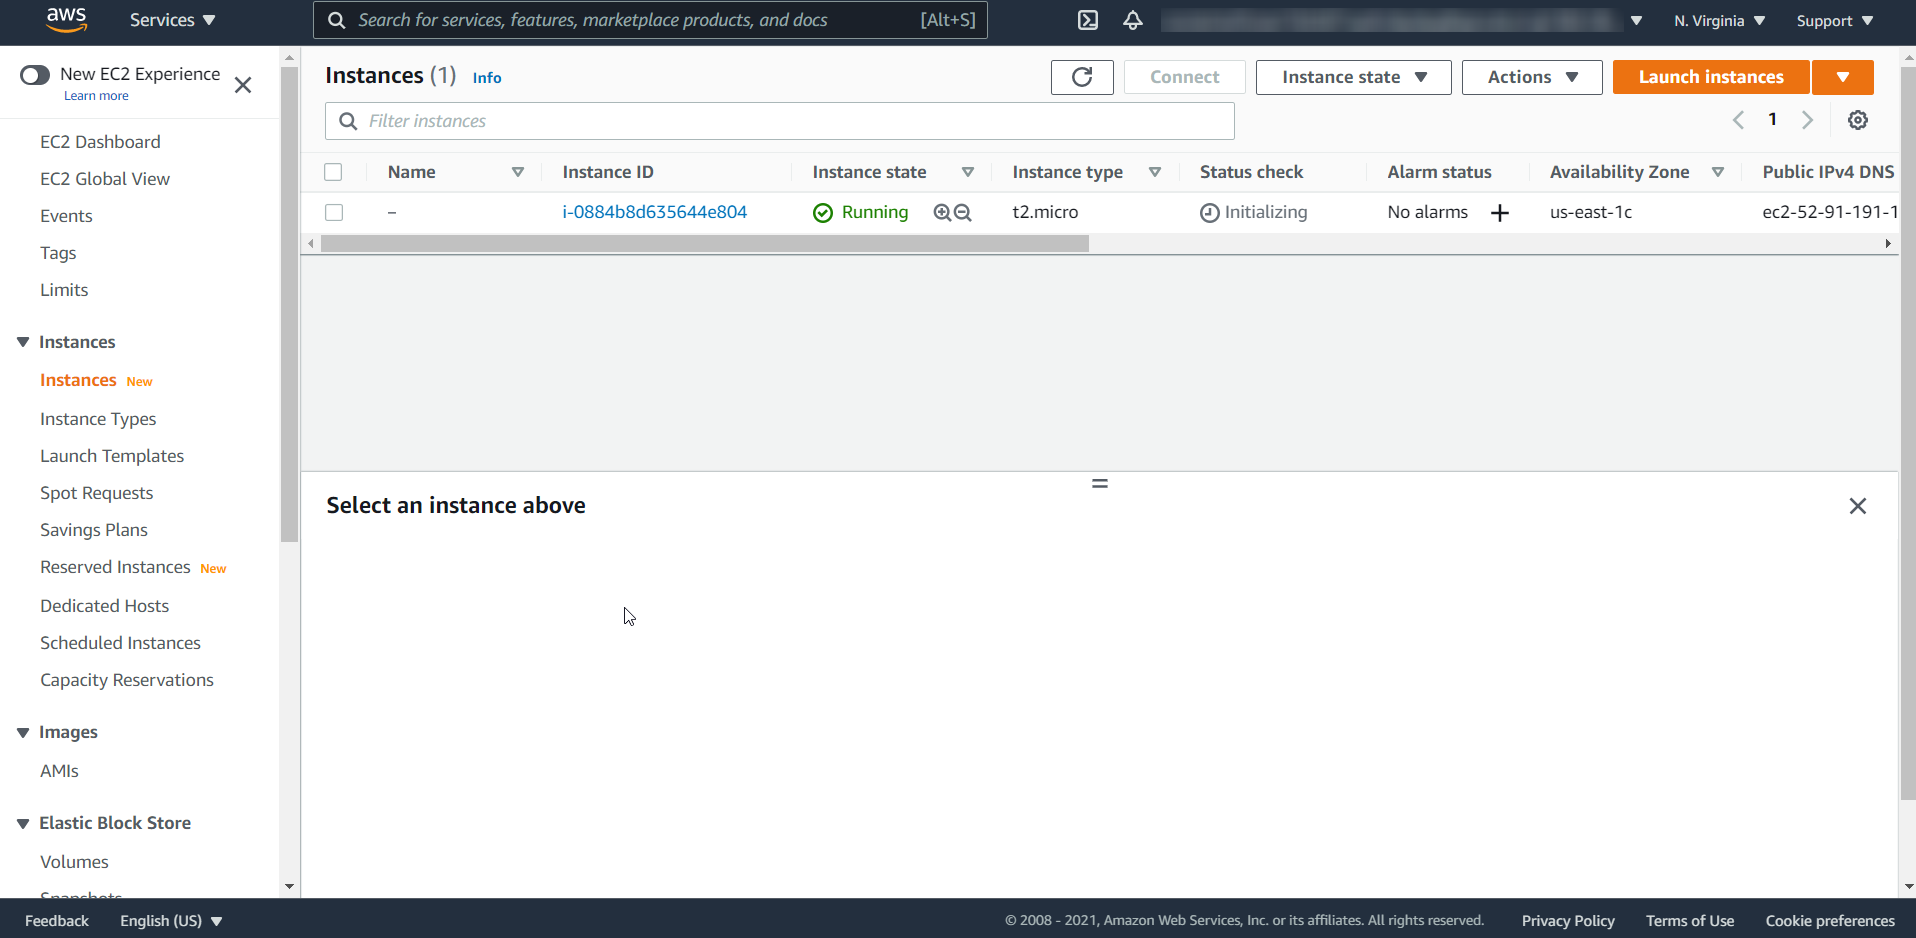 aws Services Search for services, features, marketplace products, and docs [Alt+S] N. Virginia Support
New EC2 Experience
Learn more
EC2 Dashboard
EC2 Global View
Events
Tags
Limits
Instances
Instances New
Instance Types
Launch Templates
Spot Requests
Savings Plans
Reserved Instances New
Dedicated Hosts
Scheduled Instances
Capacity Reservations
Images
AMIs
Elastic Block Store
Volumes
Snapshots
Instances (1) Info Connect Instance state Actions Launch instances
Filter instances 1
Name Instance ID Instance state Instance type Status check Alarm status Availability Zone Public IPv4 DNS
– i-0884b8d635644e804 Running t2.micro Initializing No alarms us-east-1c ec2-52-91-191-1
Select an instance above
Feedback English (US) © 2008 - 2021, Amazon Web Services, Inc. or its affiliates. All rights reserved. Privacy Policy Terms of Use Cookie preferences